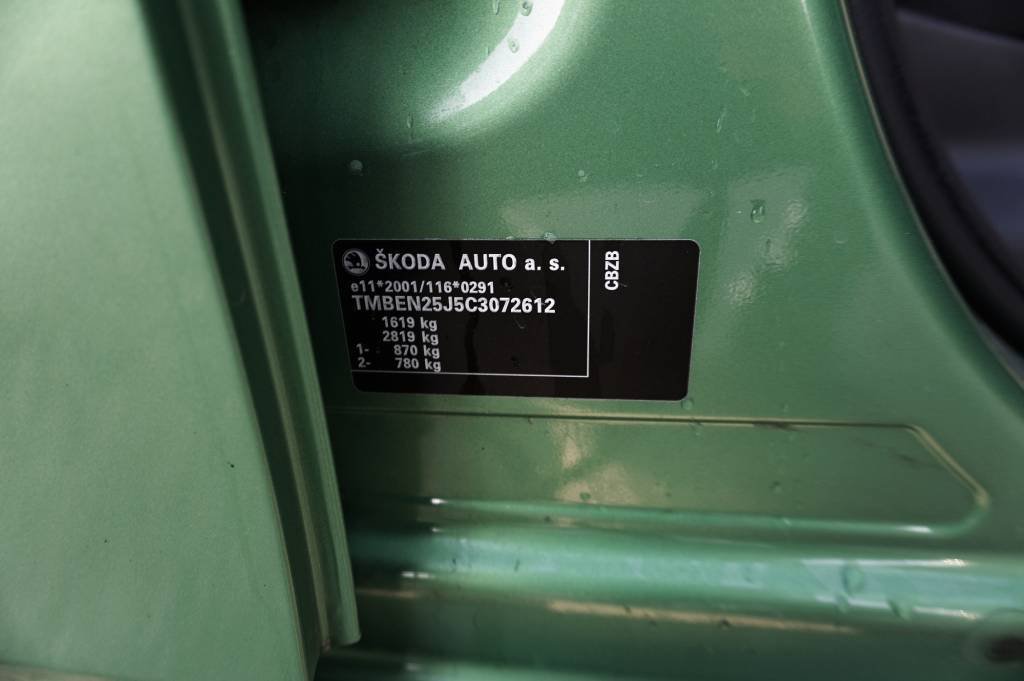 ŠKODA AUTO a. s.
e11*2001/116*0291
TMBEN25J5C3072612
1619 kg
2819 kg
1- 870 kg
2- 780 kg
CBZB